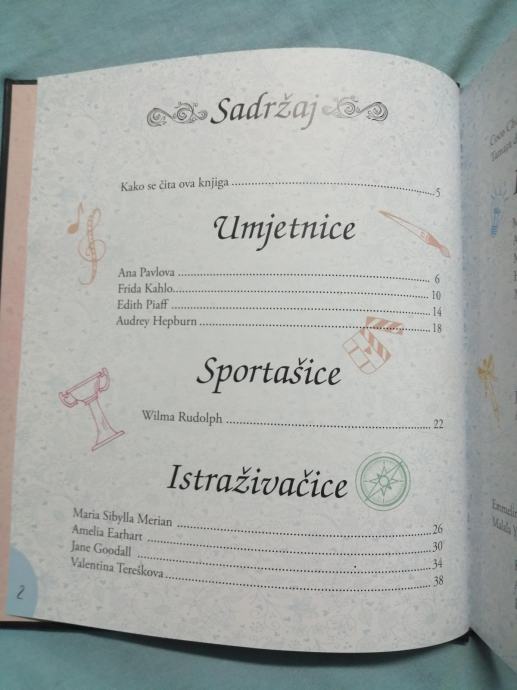 Sadržaj
Kako se čita ova knjiga 5
Umjetnice
Ana Pavlova 6
Frida Kahlo 10
Edith Piaff 14
Audrey Hepburn 18
Sportašice
Wilma Rudolph 22
Istraživačice
Maria Sibylla Merian 26
Amelia Earhart 30
Jane Goodall 34
Valentina Tereškova 38
2
Coco
Malala